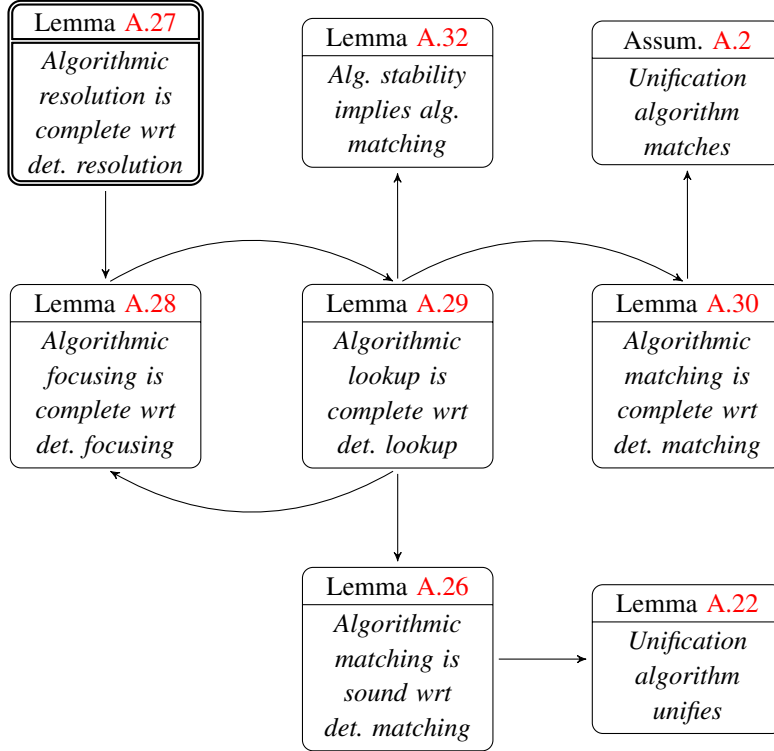 Lemma A.27
Algorithmic
resolution is
complete wrt
det. resolution
Lemma A.32
Alg. stability
implies alg.
matching
Assum. A.2
Unification
algorithm
matches
Lemma A.28
Algorithmic
focusing is
complete wrt
det. focusing
Lemma A.29
Algorithmic
lookup is
complete wrt
det. lookup
Lemma A.30
Algorithmic
matching is
complete wrt
det. matching
Lemma A.26
Algorithmic
matching is
sound wrt
det. matching
Lemma A.22
Unification
algorithm
unifies